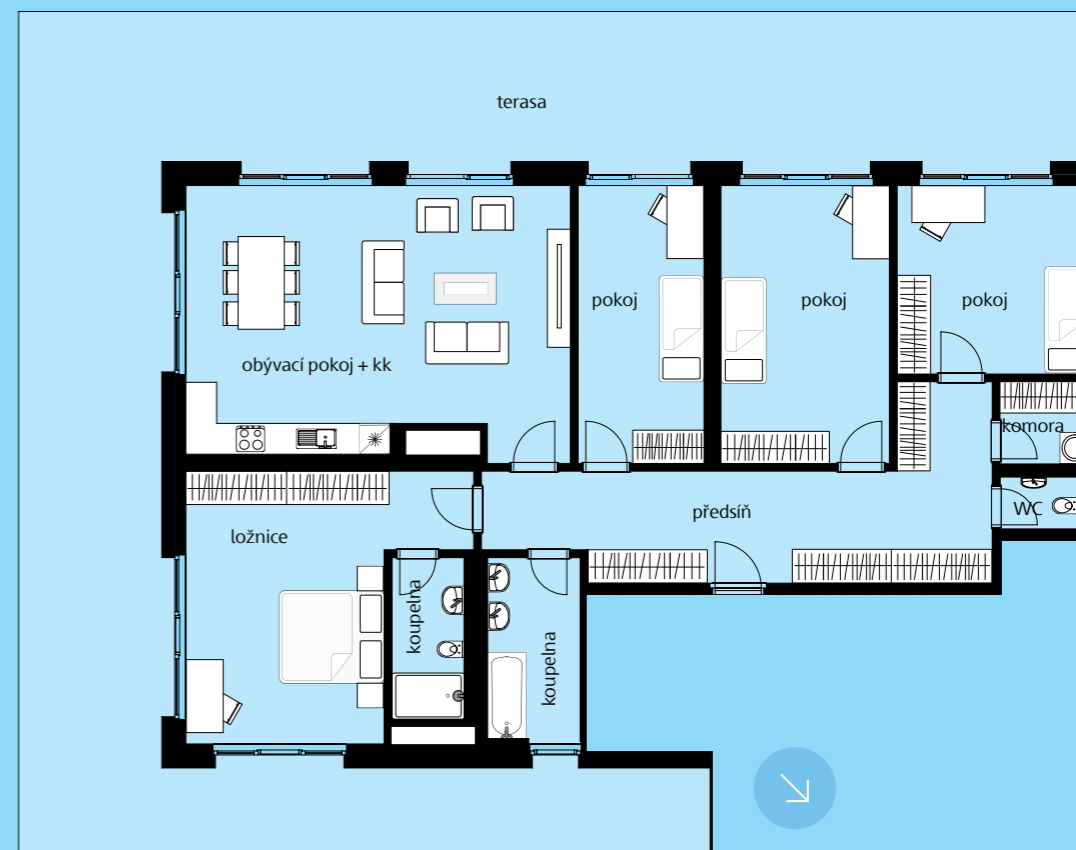 terasa
pokoj
pokoj
pokoj
obývací pokoj + kk
komora
WC
předsíň
ložnice
koupelna
koupelna